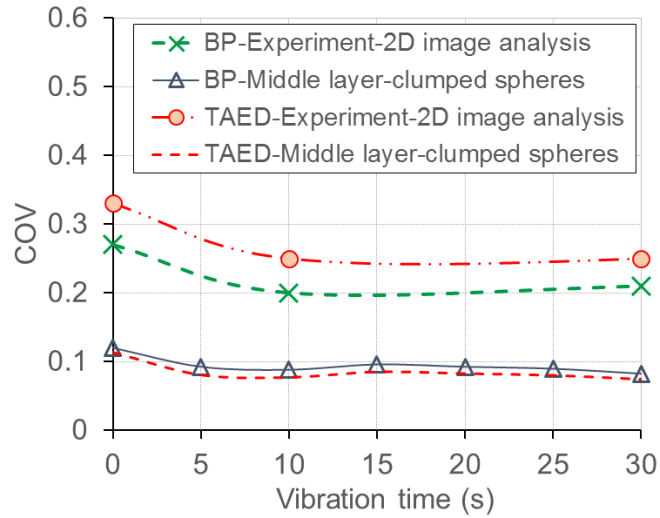 0.6
BP-Experiment-2D image analysis
0.5
BP-Middle layer-clumped spheres
TAED-Experiment-2D image analysis
0.4
TAED-Middle layer-clumped spheres
COV
0.3
0.2
0.1
0
0 5 10 15 20 25 30
Vibration time (s)